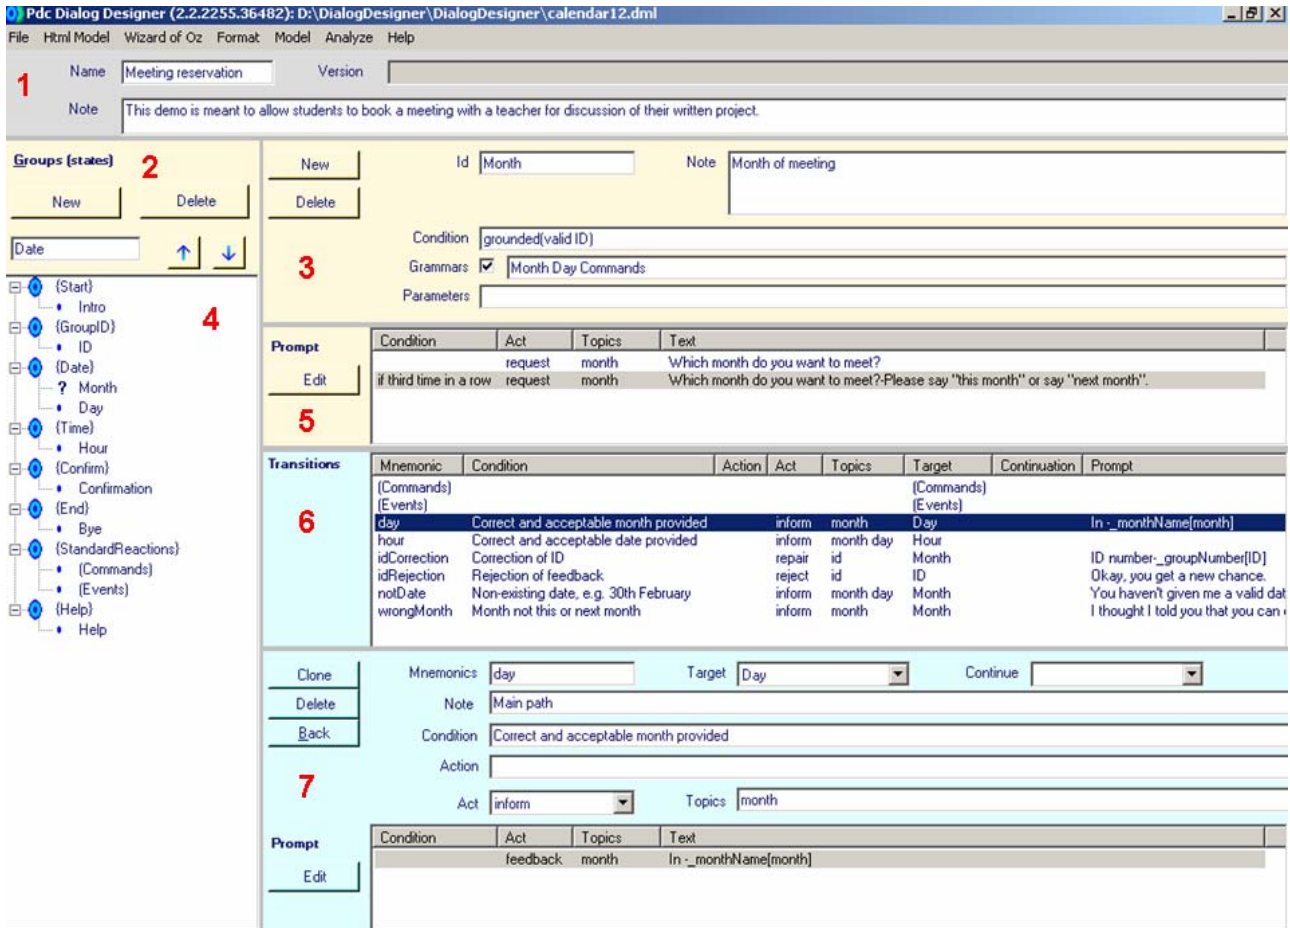 Pdc Dialog Designer (2.2.2255.36482): D:\DialogDesigner\DialogDesigner\calendar12.dml
File Html Model Wizard of Oz Format Model Analyze Help
1
Name Meeting reservation Version
Note This demo is meant to allow students to book a meeting with a teacher for discussion of their written project.
Groups (states) 2
New Delete
Date
4
{Start}
Intro
{GroupID}
ID
{Date}
? Month
Day
{Time}
Hour
{Confirm}
Confirmation
{End}
Bye
{StandardReactions}
(Commands)
(Events)
{Help}
Help
New Id Month Note Month of meeting
Delete
Condition grounded(valid ID)
3 Grammars Month Day Commands
Parameters
Prompt
Edit
5
Condition Act Topics Text
request month Which month do you want to meet?
if third time in a row request month Which month do you want to meet?-Please say "this month" or say "next month".
Transitions
6
Mnemonic Condition Action Act Topics Target Continuation Prompt
(Commands) (Commands)
(Events) (Events)
day Correct and acceptable month provided inform month Day In -_monthName[month]
hour Correct and acceptable date provided inform month day Hour
idCorrection Correction of ID repair id Month ID number-_groupNumber[ID]
idRejection Rejection of feedback reject id ID Okay, you get a new chance.
notDate Non-existing date, e.g. 30th February inform month day Month You haven't given me a valid dat
wrongMonth Month not this or next month inform month Month I thought I told you that you can
Clone Mnemonics day Target Day Continue
Delete Note Main path
Back Condition Correct and acceptable month provided
Action
7
Act inform Topics month
Prompt
Edit
Condition Act Topics Text
feedback month In -_monthName[month]